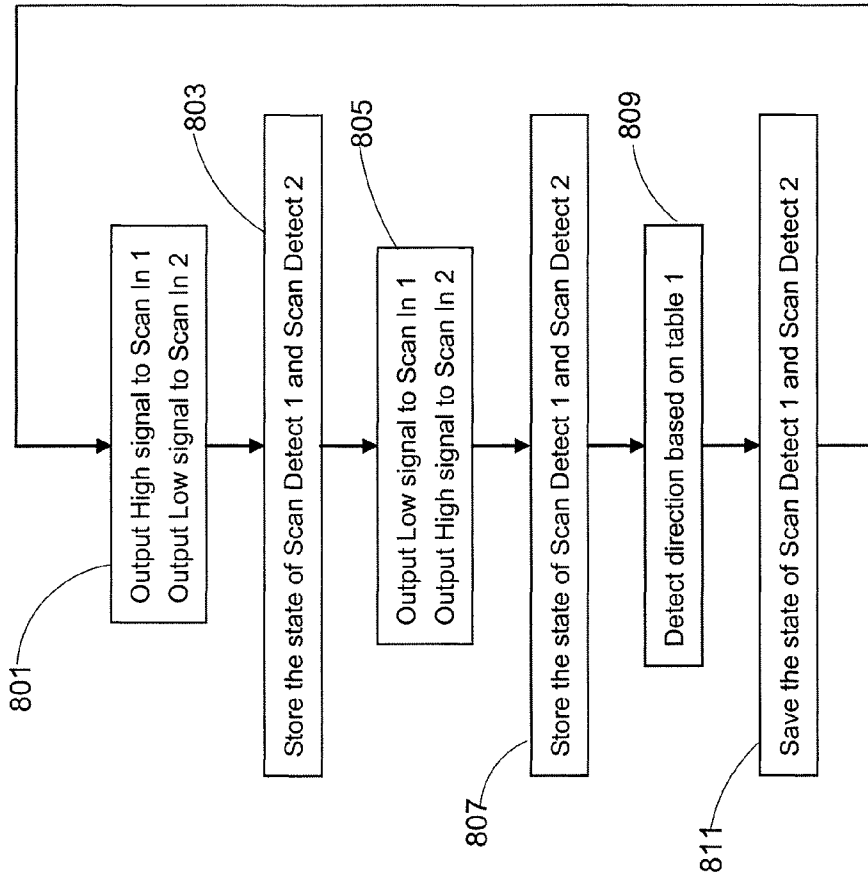 801
Output High signal to Scan In 1
Output Low signal to Scan In 2
803
Store the state of Scan Detect 1 and Scan Detect 2
805
Output Low signal to Scan In 1
Output High signal to Scan In 2
807
Store the state of Scan Detect 1 and Scan Detect 2
809
Detect direction based on table 1
811
Save the state of Scan Detect 1 and Scan Detect 2